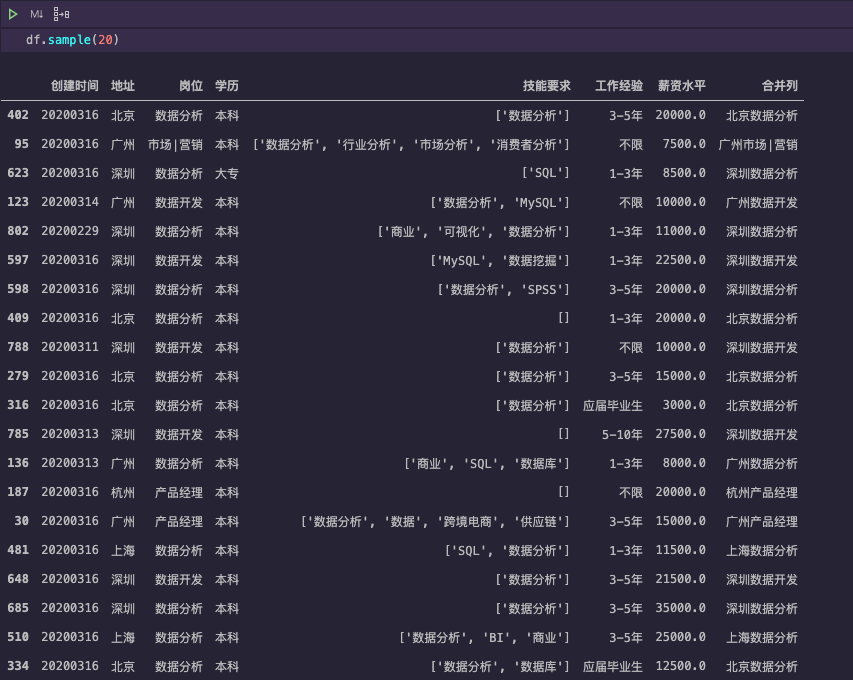 M↓
df.sample(20)
创建时间 地址 岗位 学历 技能要求 工作经验 薪资水平 合并列
402 20200316 北京 数据分析 本科 ['数据分析'] 3-5年 20000.0 北京数据分析
95 20200316 广州 市场|营销 本科 ['数据分析', '行业分析', '市场分析', '消费者分析'] 不限 7500.0 广州市场|营销
623 20200316 深圳 数据分析 大专 ['SQL'] 1-3年 8500.0 深圳数据分析
123 20200314 广州 数据开发 本科 ['数据分析', 'MySQL'] 不限 10000.0 广州数据开发
802 20200229 深圳 数据分析 本科 ['商业', '可视化', '数据分析'] 1-3年 11000.0 深圳数据分析
597 20200316 深圳 数据开发 本科 ['MySQL', '数据挖掘'] 1-3年 22500.0 深圳数据开发
598 20200316 深圳 数据分析 本科 ['数据分析', 'SPSS'] 3-5年 20000.0 深圳数据分析
409 20200316 北京 数据分析 本科 [] 1-3年 20000.0 北京数据分析
788 20200311 深圳 数据开发 本科 ['数据分析'] 不限 10000.0 深圳数据开发
279 20200316 北京 数据分析 本科 ['数据分析'] 3-5年 15000.0 北京数据分析
316 20200316 北京 数据分析 本科 ['数据分析'] 应届毕业生 3000.0 北京数据分析
785 20200313 深圳 数据开发 本科 [] 5-10年 27500.0 深圳数据开发
136 20200313 广州 数据分析 本科 ['商业', 'SQL', '数据库'] 1-3年 8000.0 广州数据分析
187 20200316 杭州 产品经理 本科 [] 不限 20000.0 杭州产品经理
30 20200316 广州 产品经理 本科 ['数据分析', '数据', '跨境电商', '供应链'] 3-5年 15000.0 广州产品经理
481 20200316 上海 数据分析 本科 ['SQL', '数据分析'] 1-3年 11500.0 上海数据分析
648 20200316 深圳 数据开发 本科 ['数据分析'] 3-5年 21500.0 深圳数据开发
685 20200316 深圳 数据分析 本科 ['数据分析'] 3-5年 35000.0 深圳数据分析
510 20200316 上海 数据分析 本科 ['数据分析', 'BI', '商业'] 3-5年 25000.0 上海数据分析
334 20200316 北京 数据分析 本科 ['数据分析', '数据库'] 应届毕业生 12500.0 北京数据分析